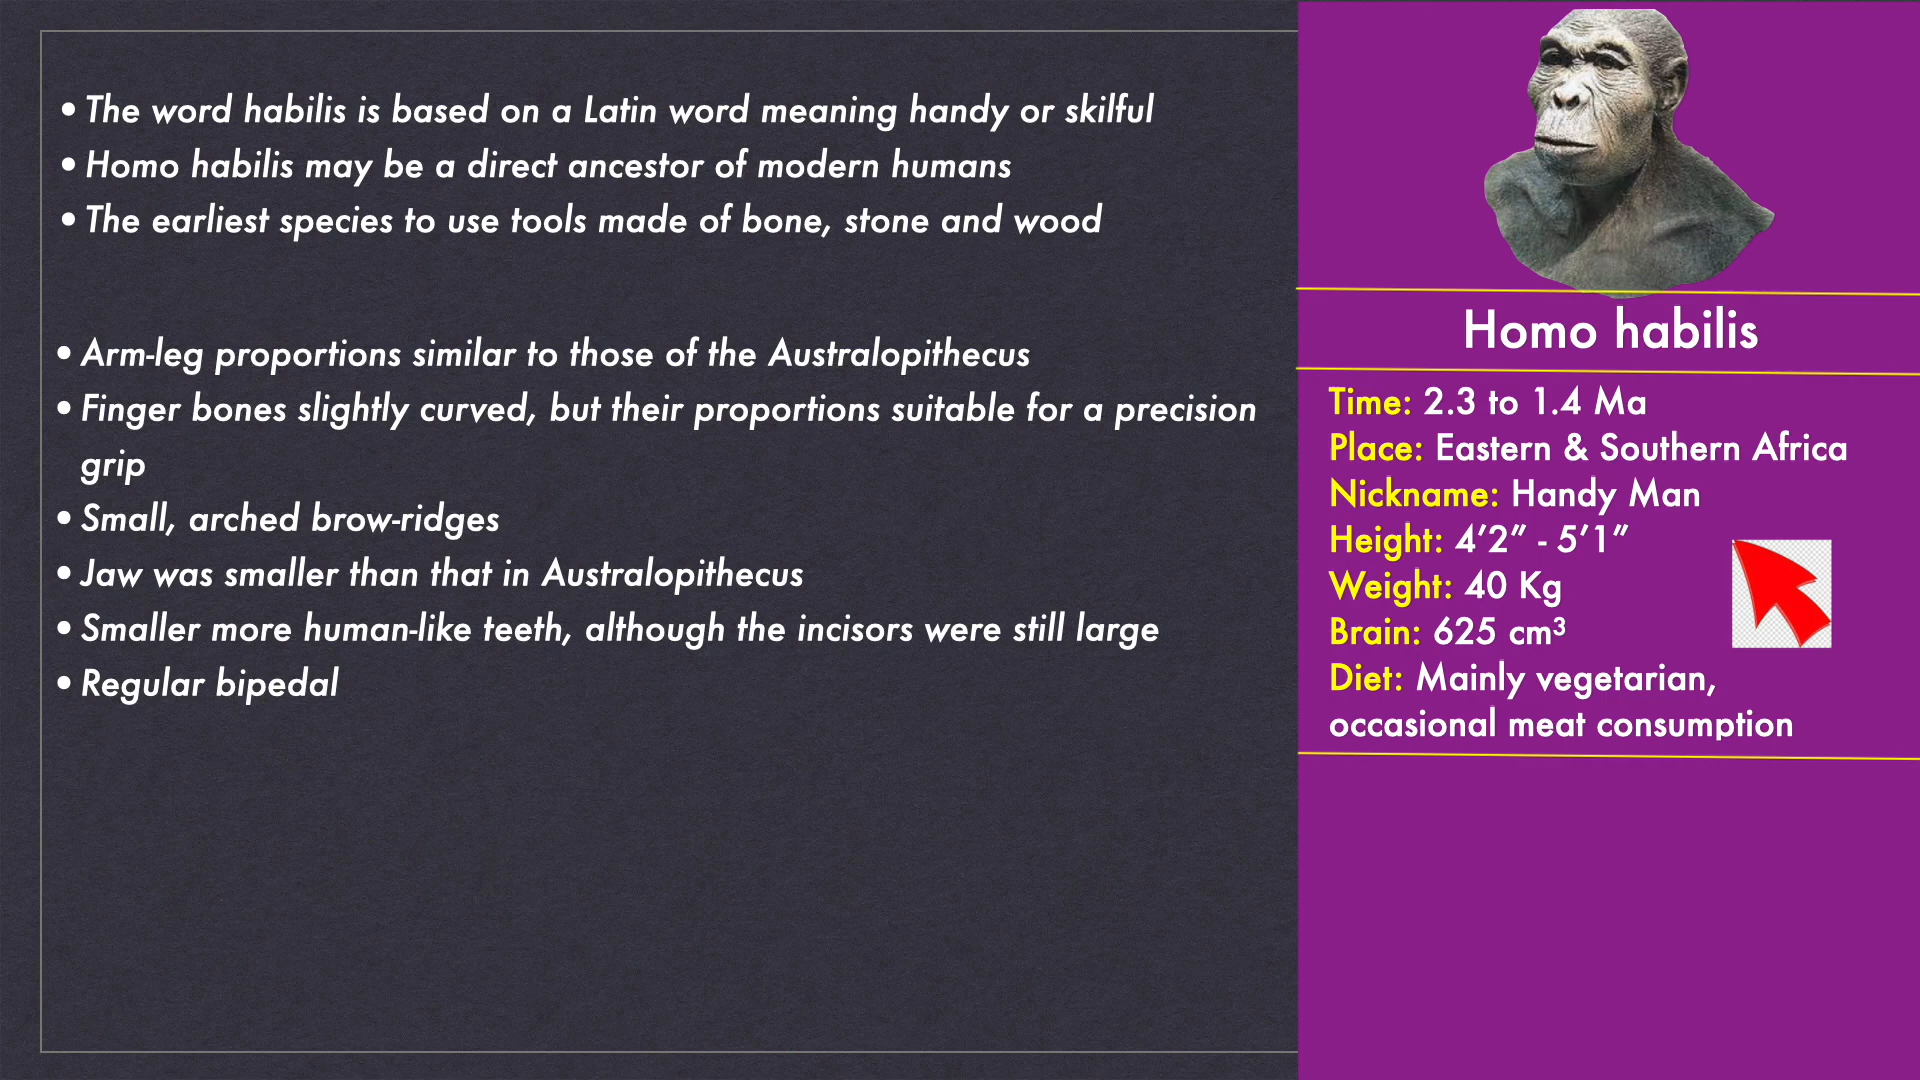 •The word habilis is based on a Latin word meaning handy or skilful
•Homo habilis may be a direct ancestor of modern humans
•The earliest species to use tools made of bone, stone and wood
•Arm-leg proportions similar to those of the Australopithecus
•Finger bones slightly curved, but their proportions suitable for a precision
grip
•Small, arched brow-ridges
•Jaw was smaller than that in Australopithecus
•Smaller more human-like teeth, although the incisors were still large
•Regular bipedal
Homo habilis
Time: 2.3 to 1.4 Ma
Place: Eastern & Southern Africa
Nickname: Handy Man
Height: 4’2” - 5’1”
Weight: 40 Kg
Brain: 625 cm³
Diet: Mainly vegetarian,
occasional meat consumption